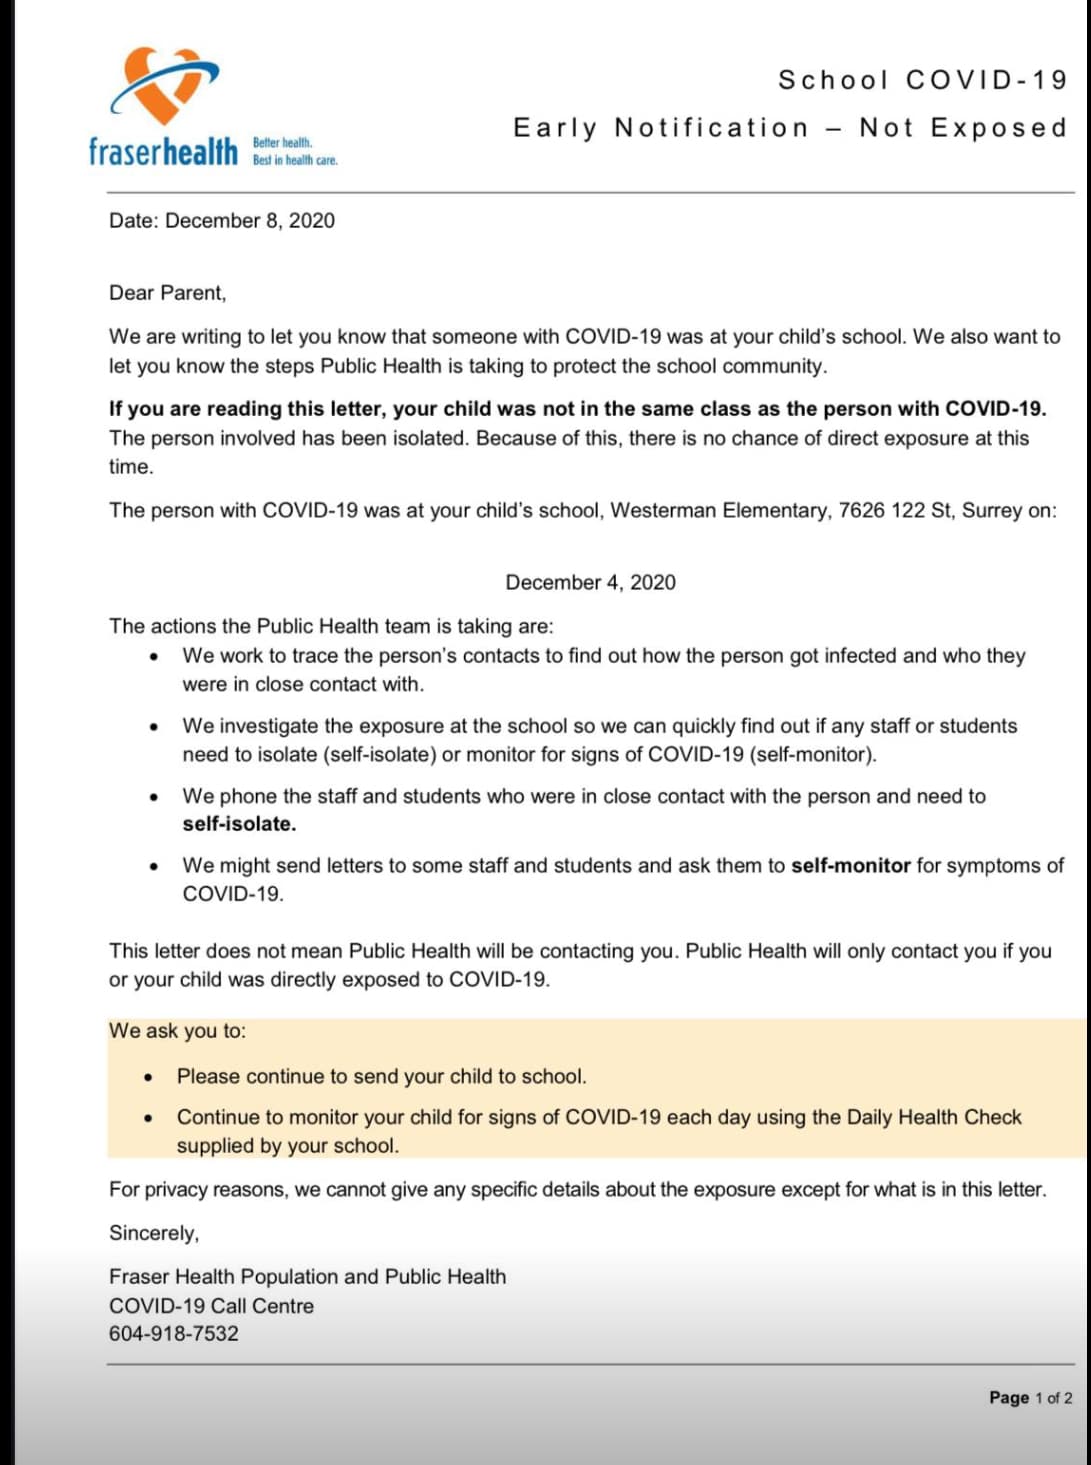 School COVID-19
Early Notification – Not Exposed
fraserhealth
Better health.
Best in health care.
Date: December 8, 2020
Dear Parent,
We are writing to let you know that someone with COVID-19 was at your child's school. We also want to
let you know the steps Public Health is taking to protect the school community.
If you are reading this letter, your child was not in the same class as the person with COVID-19.
The person involved has been isolated. Because of this, there is no chance of direct exposure at this
time.
The person with COVID-19 was at your child's school, Westerman Elementary, 7626 122 St, Surrey on:
December 4, 2020
The actions the Public Health team is taking are:
• We work to trace the person's contacts to find out how the person got infected and who they
were in close contact with.
• We investigate the exposure at the school so we can quickly find out if any staff or students
need to isolate (self-isolate) or monitor for signs of COVID-19 (self-monitor).
• We phone the staff and students who were in close contact with the person and need to
self-isolate.
• We might send letters to some staff and students and ask them to self-monitor for symptoms of
COVID-19.
This letter does not mean Public Health will be contacting you. Public Health will only contact you if you
or your child was directly exposed to COVID-19.
We ask you to:
• Please continue to send your child to school.
• Continue to monitor your child for signs of COVID-19 each day using the Daily Health Check
supplied by your school.
For privacy reasons, we cannot give any specific details about the exposure except for what is in this letter.
Sincerely,
Fraser Health Population and Public Health
COVID-19 Call Centre
604-918-7532
Page 1 of 2